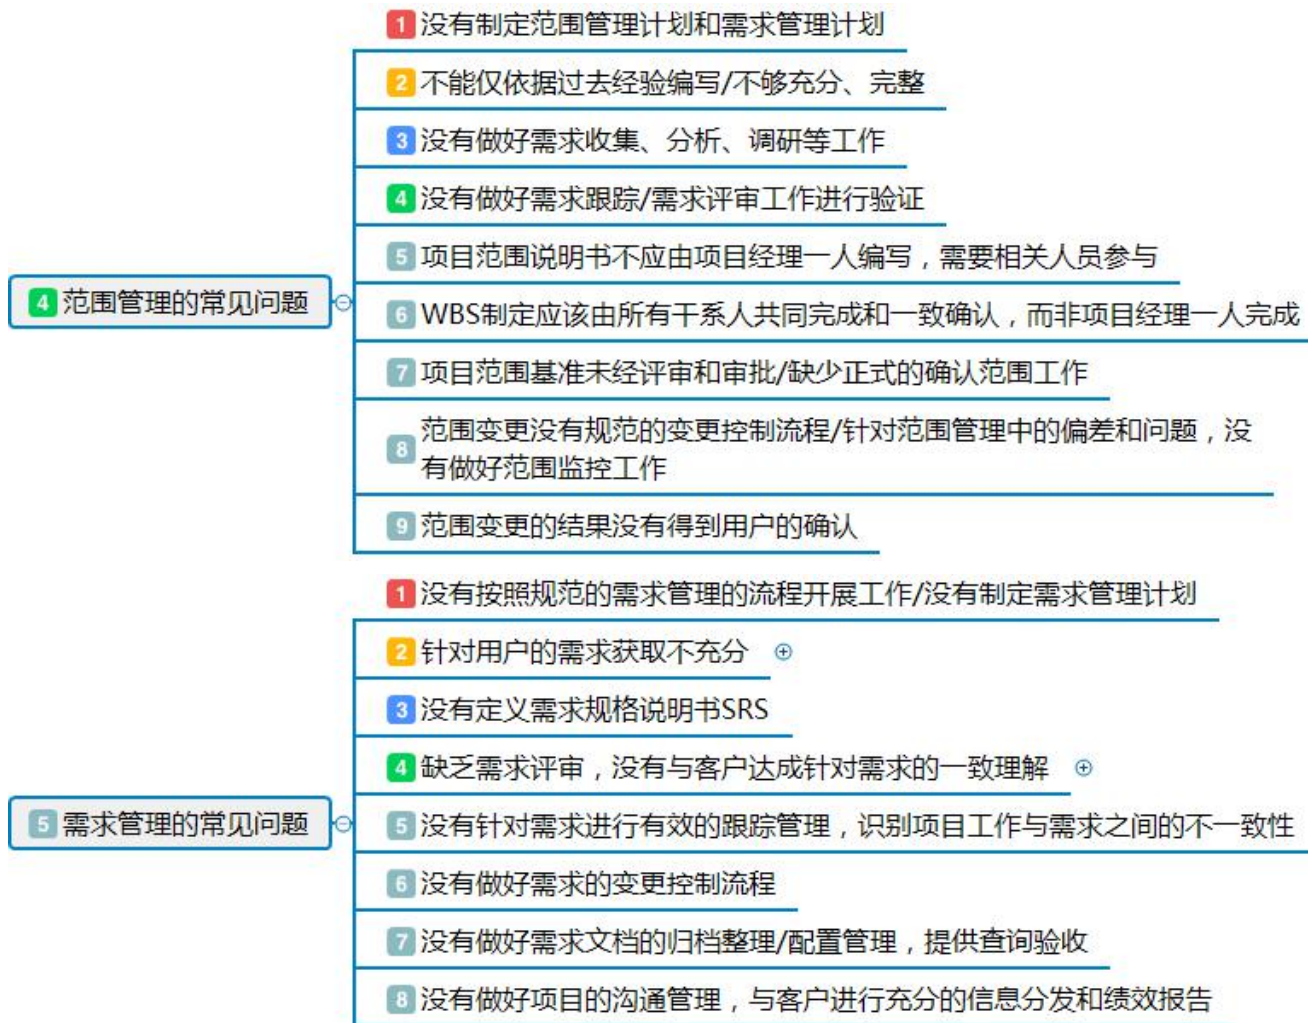 1 没有制定范围管理计划和需求管理计划
2 不能仅依据过去经验编写/不够充分、完整
3 没有做好需求收集、分析、调研等工作
4 没有做好需求跟踪/需求评审工作进行验证
5 项目范围说明书不应由项目经理一人编写，需要相关人员参与
4 范围管理的常见问题
6 WBS制定应该由所有干系人共同完成和一致确认，而非项目经理一人完成
7 项目范围基准未经评审和审批/缺少正式的确认范围工作
8 范围变更没有规范的变更控制流程/针对范围管理中的偏差和问题，没
有做好范围监控工作
9 范围变更的结果没有得到用户的确认
1 没有按照规范的需求管理的流程开展工作/没有制定需求管理计划
2 针对用户的需求获取不充分
3 没有定义需求规格说明书SRS
4 缺乏需求评审，没有与客户达成针对需求的一致理解
5 需求管理的常见问题
5 没有针对需求进行有效的跟踪管理，识别项目工作与需求之间的不一致性
6 没有做好需求的变更控制流程
7 没有做好需求文档的归档整理/配置管理，提供查询验收
8 没有做好项目的沟通管理，与客户进行充分的信息分发和绩效报告